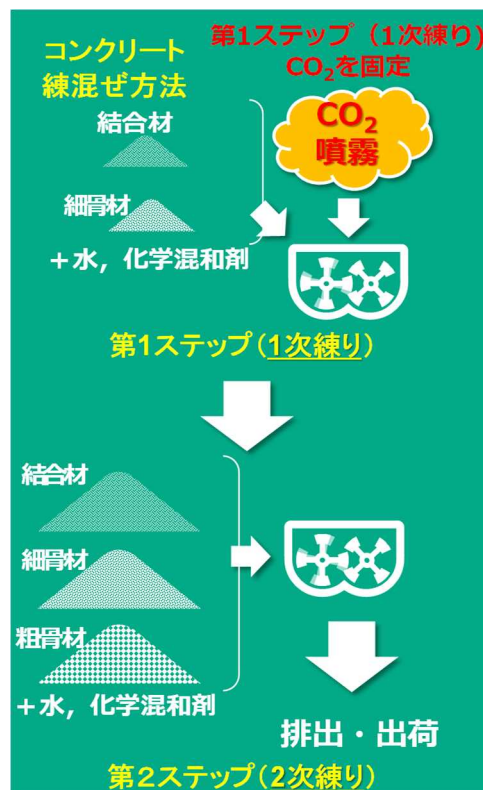 コンクリート
練混ぜ方法
第1ステップ（1次練り）
CO₂を固定
結合材
CO₂
噴霧
細骨材
＋水，化学混和剤
第1ステップ（1次練り）
結合材
細骨材
粗骨材
＋水，化学混和剤
排出・出荷
第２ステップ（2次練り）